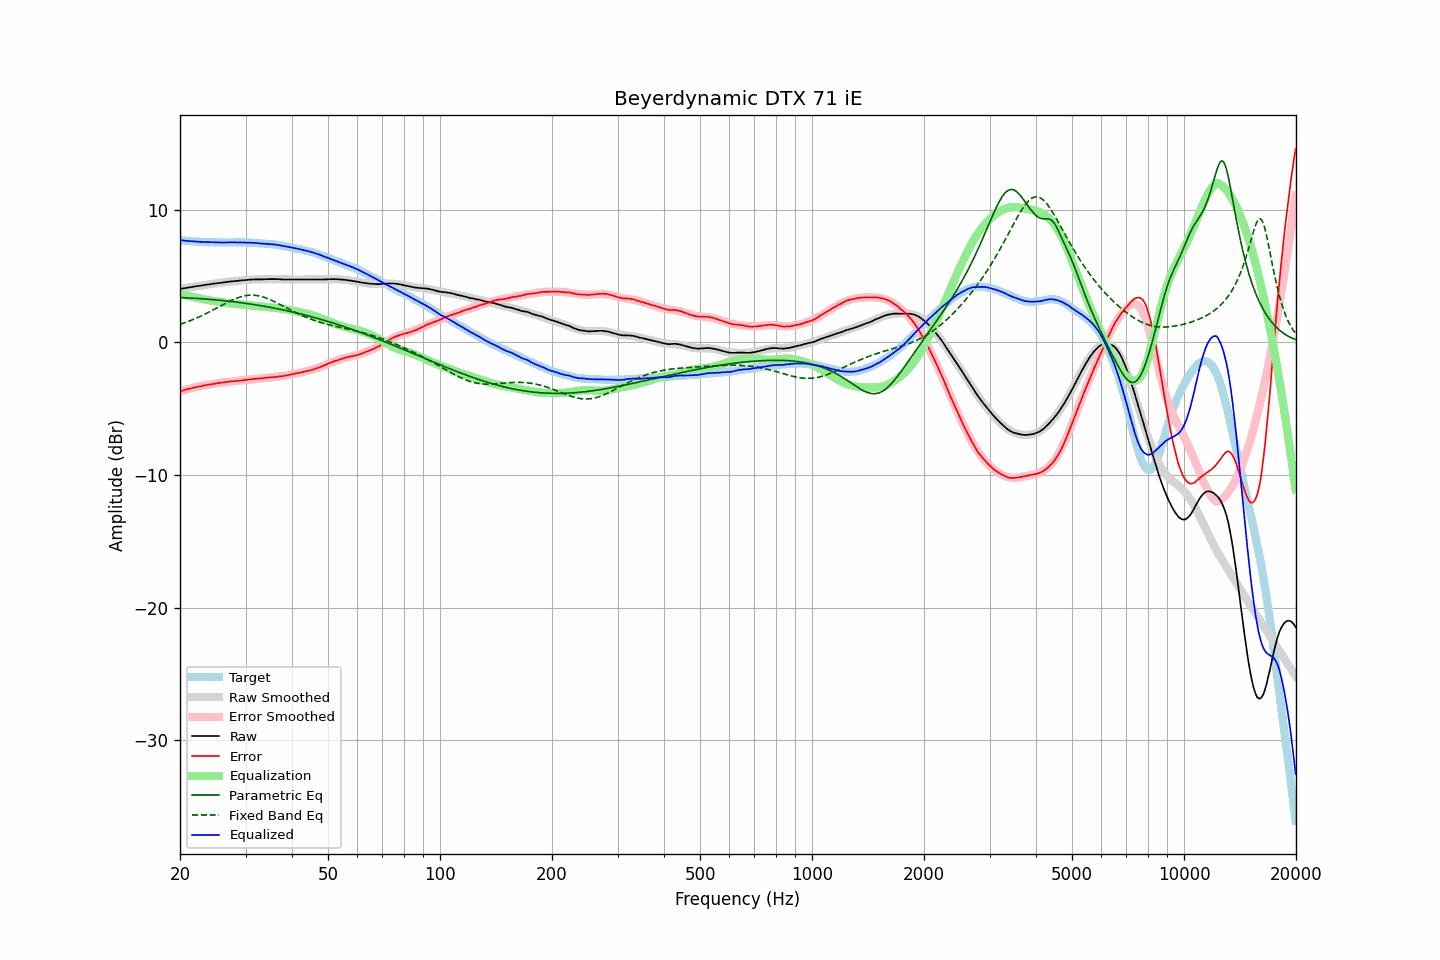 Beyerdynamic DTX 71 iE
Amplitude (dBr)
10
0
−10
−20
−30
Target
Raw Smoothed
Error Smoothed
Raw
Error
Equalization
Parametric Eq
Fixed Band Eq
Equalized
20 50 100 200 500 1000 2000 5000 10000 20000
Frequency (Hz)